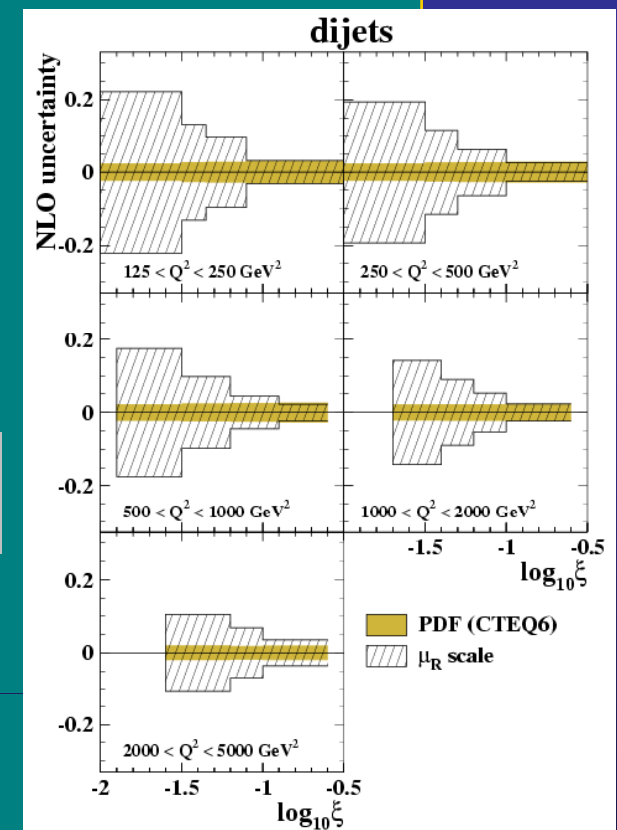 dijets
NLO uncertainty
0.2
0
-0.2
125 < Q² < 250 GeV²
250 < Q² < 500 GeV²
0.2
0
-0.2
500 < Q² < 1000 GeV²
1000 < Q² < 2000 GeV²
-1.5 -1 -0.5
log₁₀ξ
0.2
0
-0.2
PDF (CTEQ6)
μR scale
2000 < Q² < 5000 GeV²
-2 -1.5 -1 -0.5
log₁₀ξ